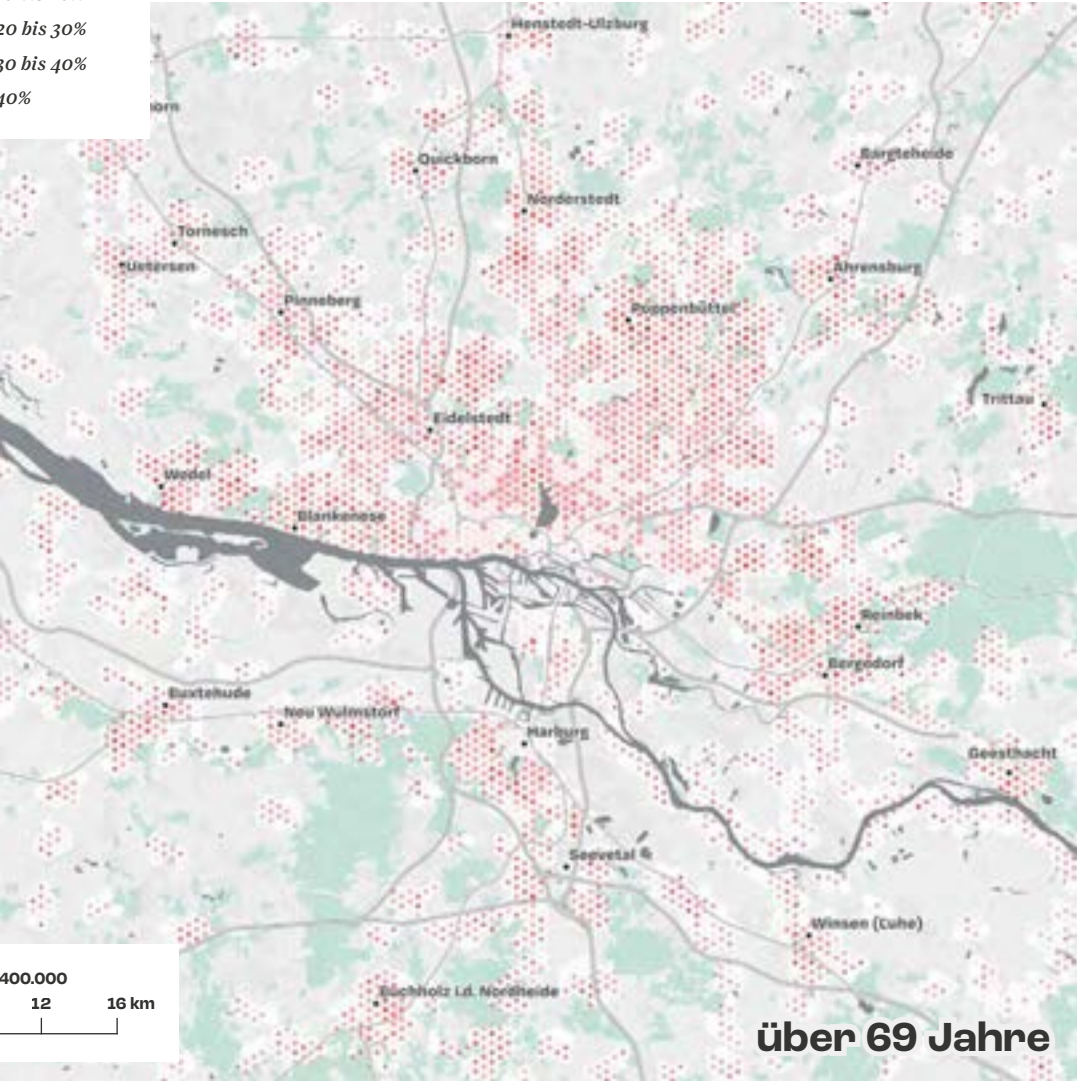 20 bis 30%
30 bis 40%
40%
Henstedt-Ulzburg
Quickborn
Bargteheide
Norderstedt
Tornesch
Uetersen
Ahrensburg
Pinneberg
Poppenbüttel
Trittau
Eidelstedt
Wedel
Blankenese
Reinbek
Bergedorf
Buxtehude
Neu Wulmstorf
Harburg
Geesthacht
Seevetal
Winsen (Luhe)
400.000
12 16 km
Buchholz i.d. Nordheide
über 69 Jahre